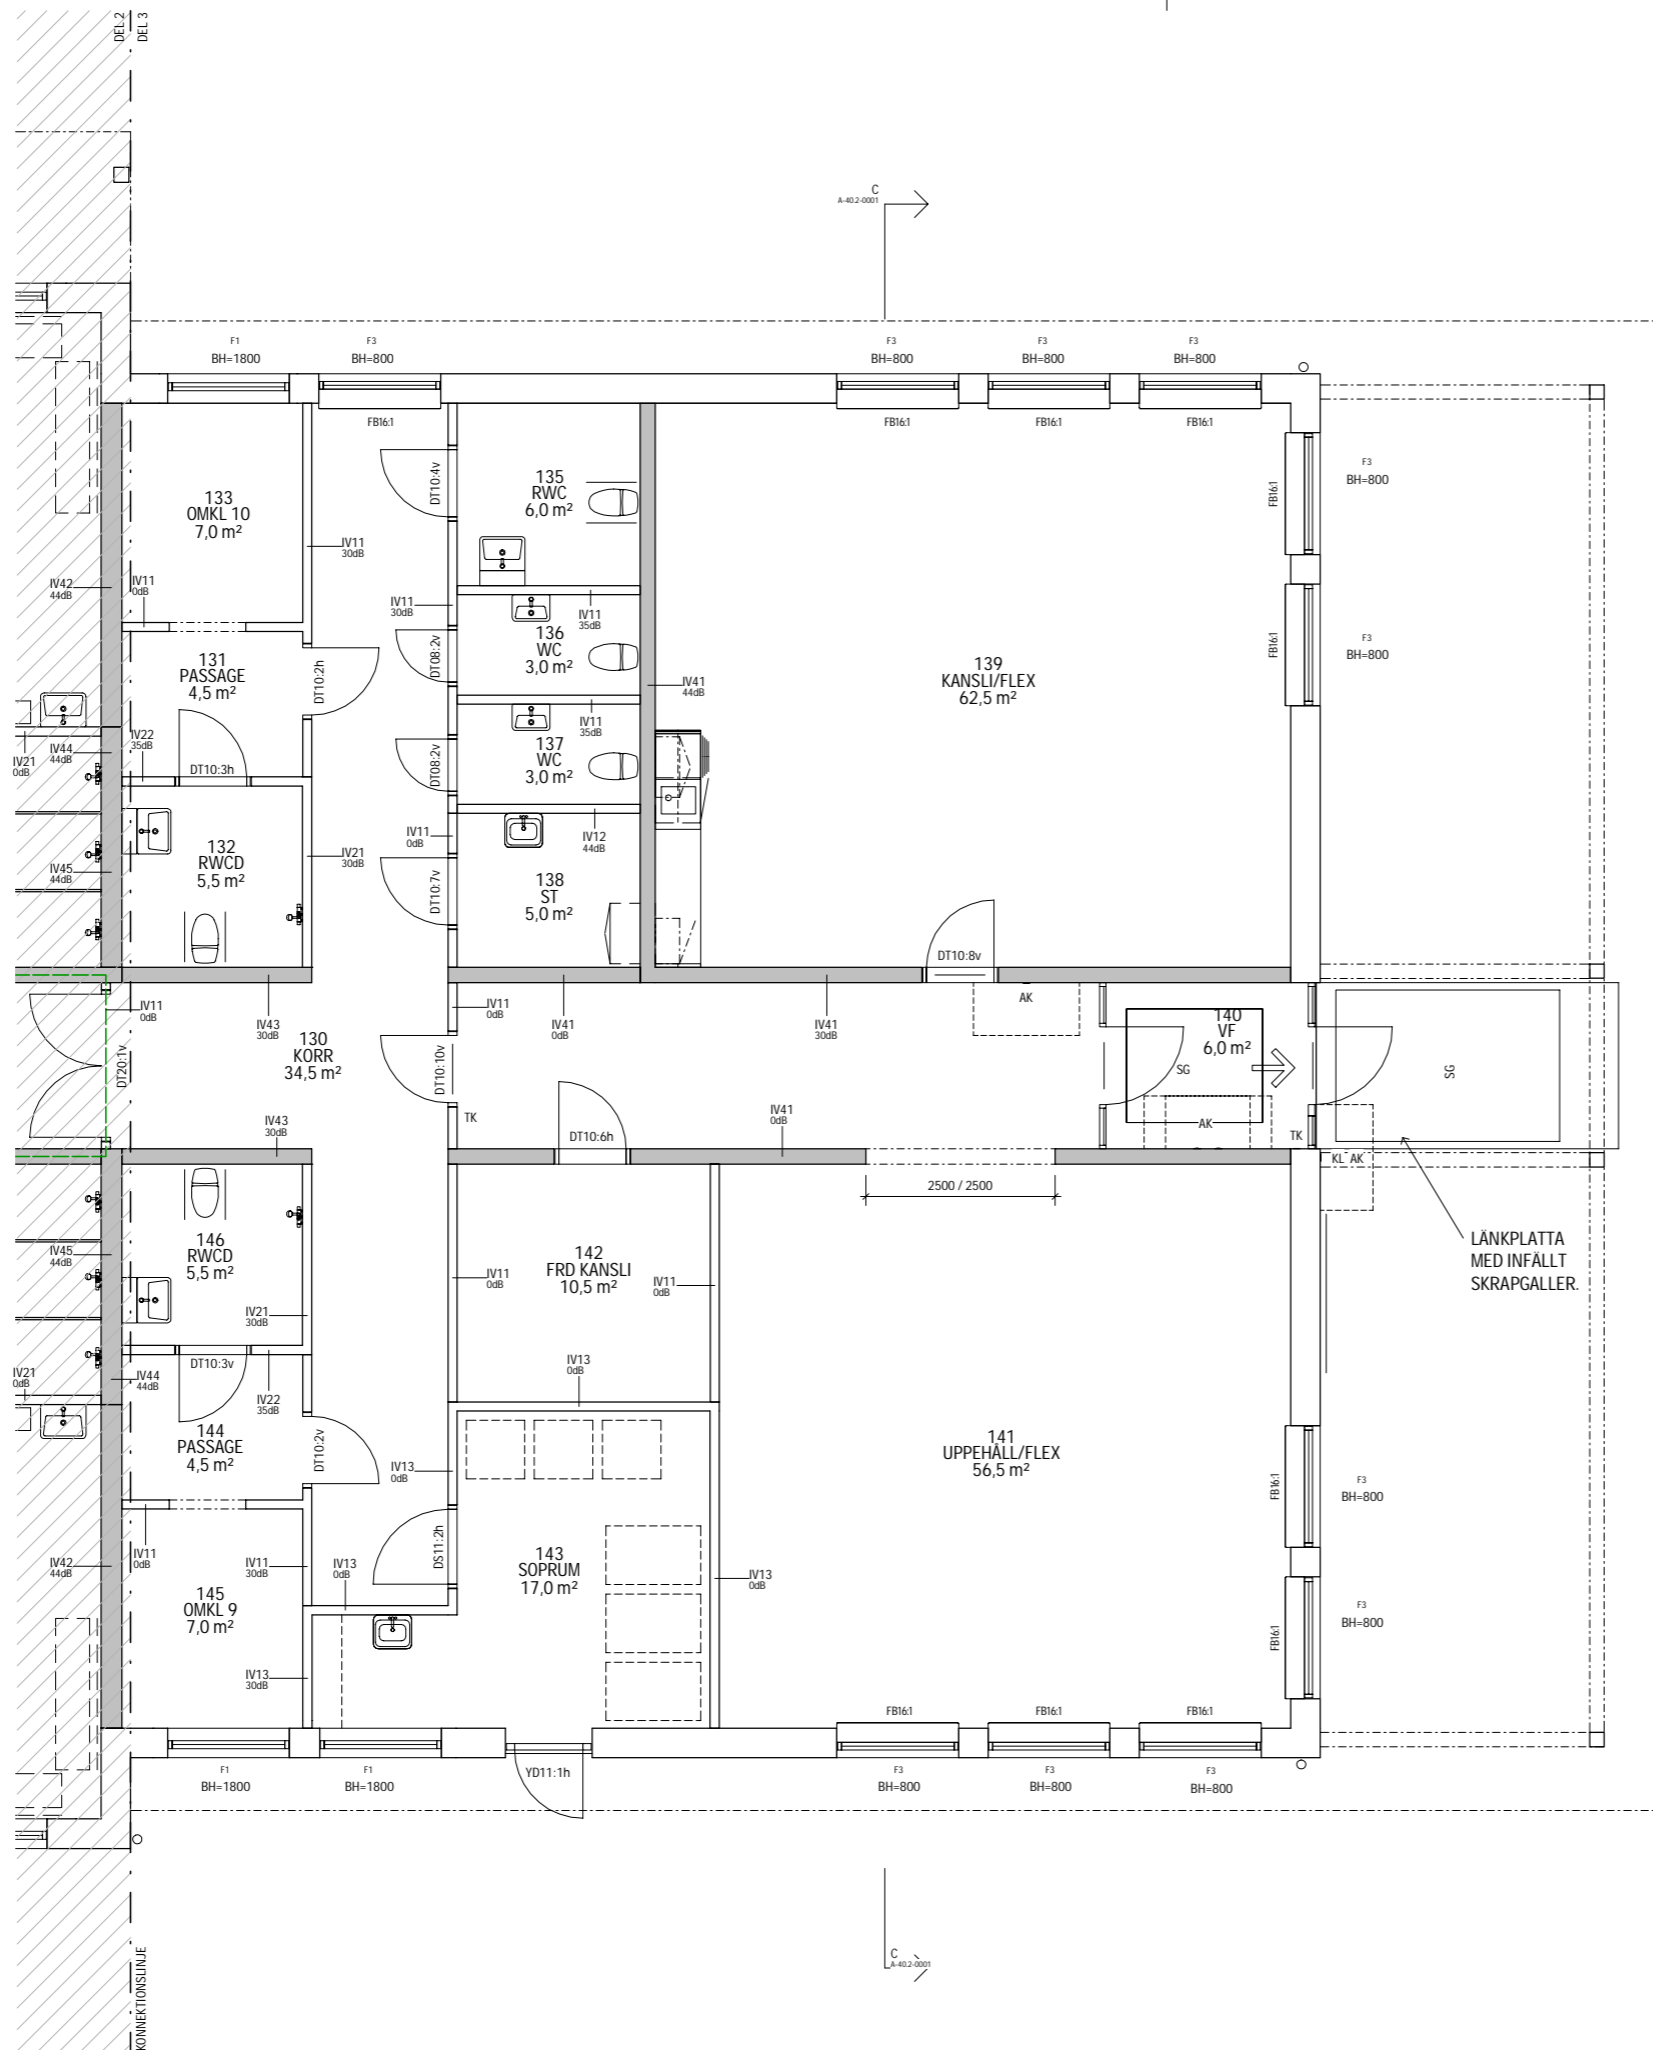 DEL 2
DEL 3
C
A-40.2-0001
F1
BH=1800
F3
BH=800
F3
BH=800
F3
BH=800
F3
BH=800
FB16:1
FB16:1
FB16:1
FB16:1
F3
BH=800
FB16:1
F3
BH=800
FB16:1
133
OMKL 10
7,0 m²
IV11
30dB
DT10:4v
135
RWC
6,0 m²
IV42
44dB
IV11
0dB
IV11
30dB
IV11
35dB
136
WC
3,0 m²
DT08:2v
131
PASSAGE
4,5 m²
DT10:2h
IV41
44dB
139
KANSLI/FLEX
62,5 m²
IV21
0dB
IV44
44dB
IV22
35dB
DT10:3h
IV11
35dB
137
WC
3,0 m²
DT08:2v
132
RWCD
5,5 m²
IV45
44dB
IV21
30dB
IV11
0dB
IV12
44dB
138
ST
5,0 m²
DT10:7v
DT10:8v
IV11
0dB
IV43
30dB
DT20:1v
130
KORR
34,5 m²
IV11
0dB
DT10:10v
IV41
0dB
IV41
30dB
AK
140
VF
6,0 m²
SG
SG
AK
TK
KL AK
IV43
30dB
TK
DT10:6h
IV41
0dB
2500 / 2500
LÄNKPLATTA
MED INFÄLLT
SKRAPGALLER.
146
RWCD
5,5 m²
IV45
44dB
IV21
30dB
142
FRD KANSLI
10,5 m²
IV11
0dB
IV11
0dB
IV13
0dB
IV21
0dB
IV44
44dB
DT10:3v
IV22
35dB
144
PASSAGE
4,5 m²
DT10:2v
IV13
0dB
141
UPPEHÅLL/FLEX
56,5 m²
FB16:1
F3
BH=800
IV42
44dB
IV11
0dB
IV11
30dB
IV13
0dB
DS11:2h
143
SOPRUM
17,0 m²
IV13
0dB
145
OMKL 9
7,0 m²
IV13
30dB
FB16:1
F3
BH=800
FB16:1
FB16:1
FB16:1
F1
BH=1800
F1
BH=1800
YD11:1h
F3
BH=800
F3
BH=800
F3
BH=800
C
A-40.2-0001
KONNEKTIONSLINJE